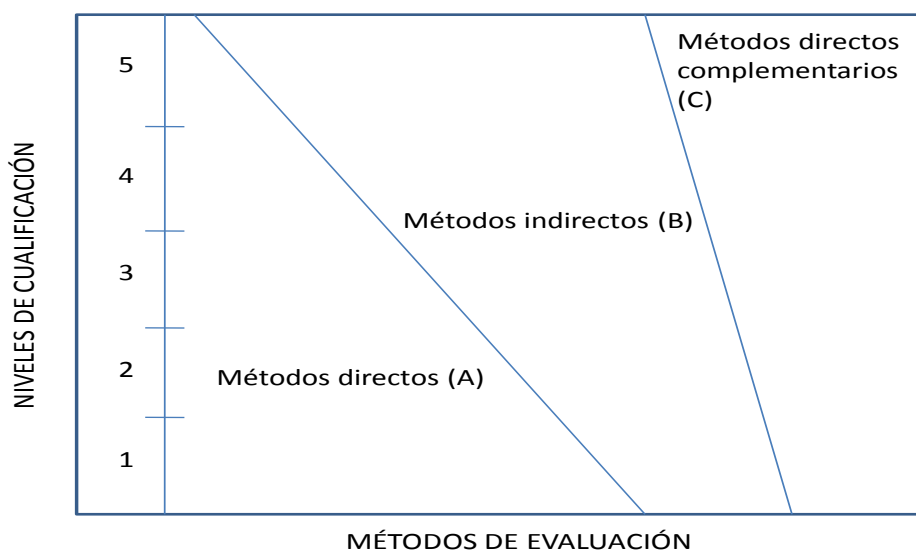 Métodos directos
complementarios
(C)
5
4
Métodos indirectos (B)
3
2
Métodos directos (A)
1
NIVELES DE CUALIFICACIÓN
MÉTODOS DE EVALUACIÓN